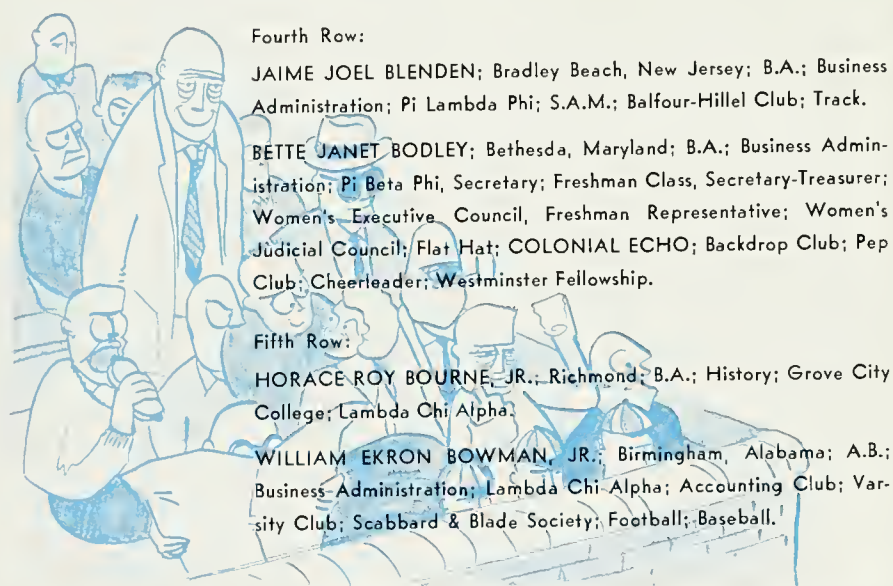 Fourth Row:
JAIME JOEL BLENDEN; Bradley Beach, New Jersey; B.A.; Business
Administration; Pi Lambda Phi; S.A.M.; Balfour-Hillel Club; Track.
BETTE JANET BODLEY; Bethesda, Maryland; B.A.; Business Admin-
istration; Pi Beta Phi, Secretary; Freshman Class, Secretary-Treasurer;
Women's Executive Council, Freshman Representative; Women's
Judicial Council; Flat Hat; COLONIAL ECHO; Backdrop Club; Pep
Club; Cheerleader; Westminster Fellowship.
Fifth Row:
HORACE ROY BOURNE, JR.; Richmond; B.A.; History; Grove City
College; Lambda Chi Alpha.
WILLIAM EKRON BOWMAN, JR.; Birmingham, Alabama; A.B.;
Business Administration; Lambda Chi Alpha; Accounting Club; Var-
sity Club; Scabbard & Blade Society; Football; Baseball.